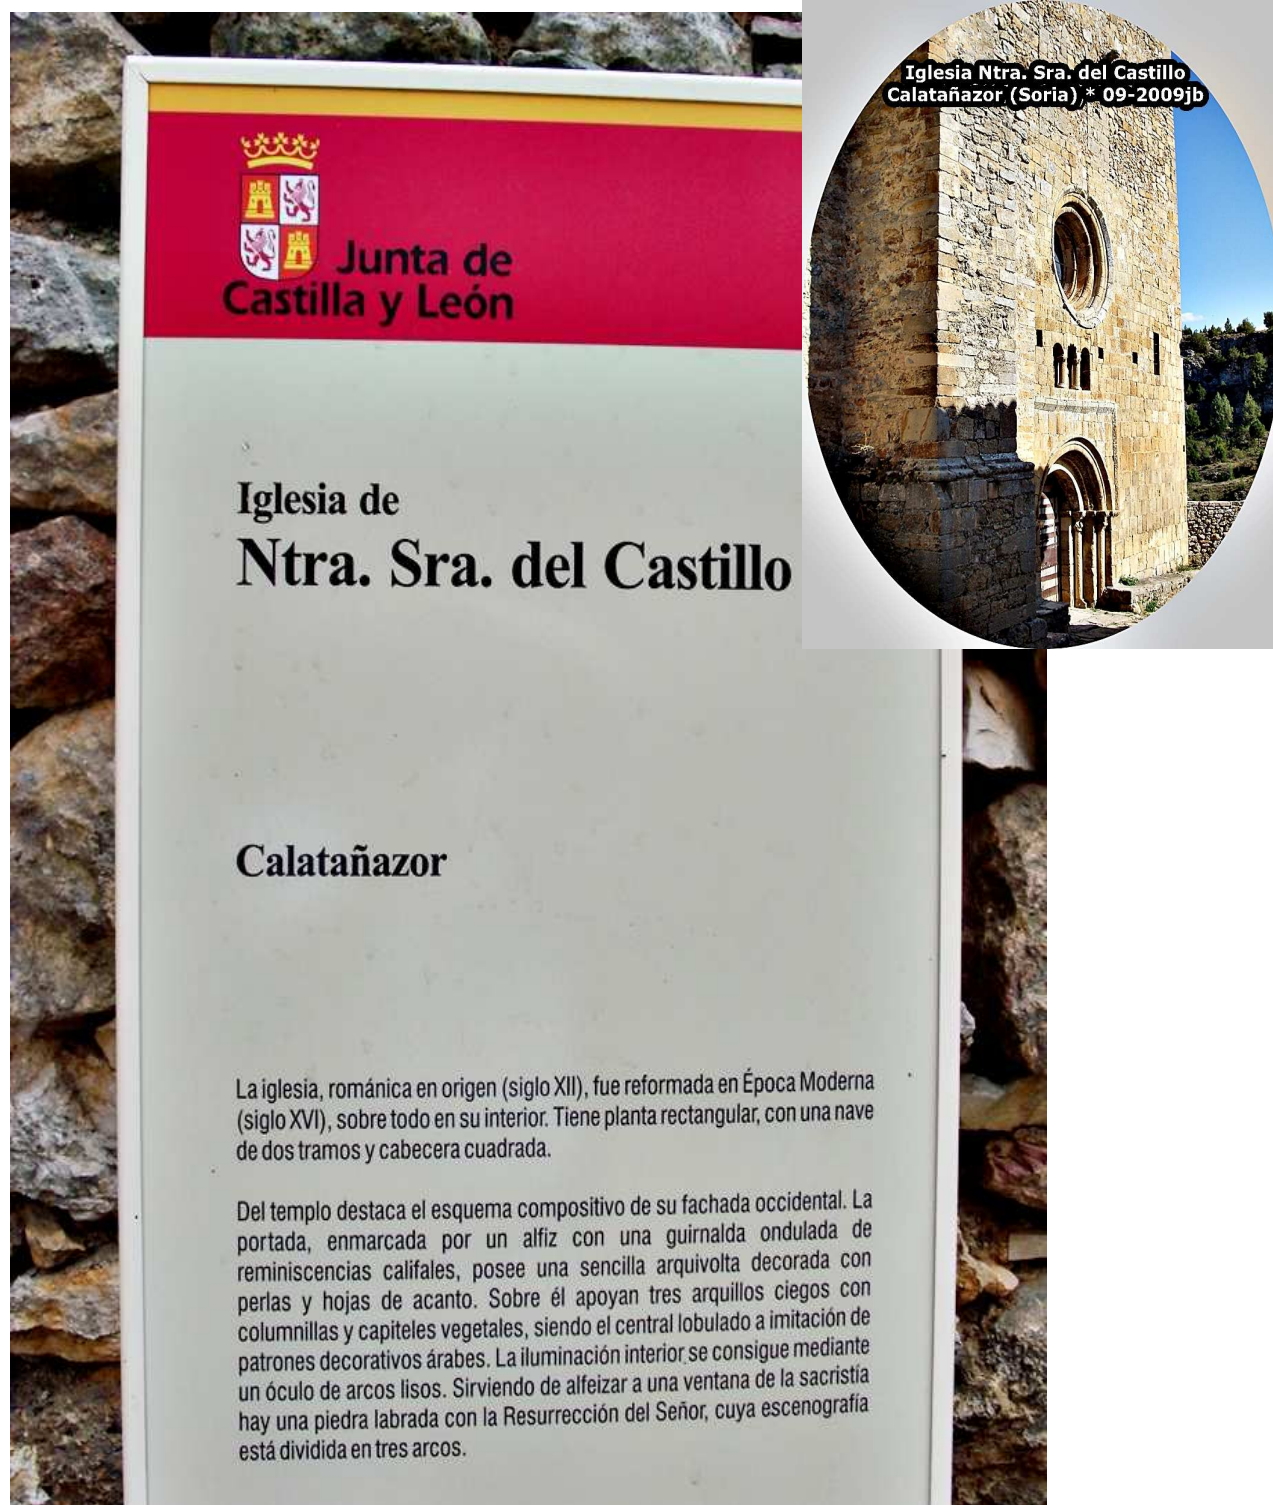 Junta de
Castilla y León
Iglesia Ntra. Sra. del Castillo
Calatañazor (Soria) * 09-2009jb
Iglesia de
Ntra. Sra. del Castillo
Calatañazor
La iglesia, románica en origen (siglo XII), fue reformada en Época Moderna
(siglo XVI), sobre todo en su interior. Tiene planta rectangular, con una nave
de dos tramos y cabecera cuadrada.
Del templo destaca el esquema compositivo de su fachada occidental. La
portada, enmarcada por un alfiz con una guirnalda ondulada de
reminiscencias califales, posee una sencilla arquivolta decorada con
perlas y hojas de acanto. Sobre él apoyan tres arquillos ciegos con
columnillas y capiteles vegetales, siendo el central lobulado a imitación de
patrones decorativos árabes. La iluminación interior se consigue mediante
un óculo de arcos lisos. Sirviendo de alfeizar a una ventana de la sacristía
hay una piedra labrada con la Resurrección del Señor, cuya escenografía
está dividida en tres arcos.